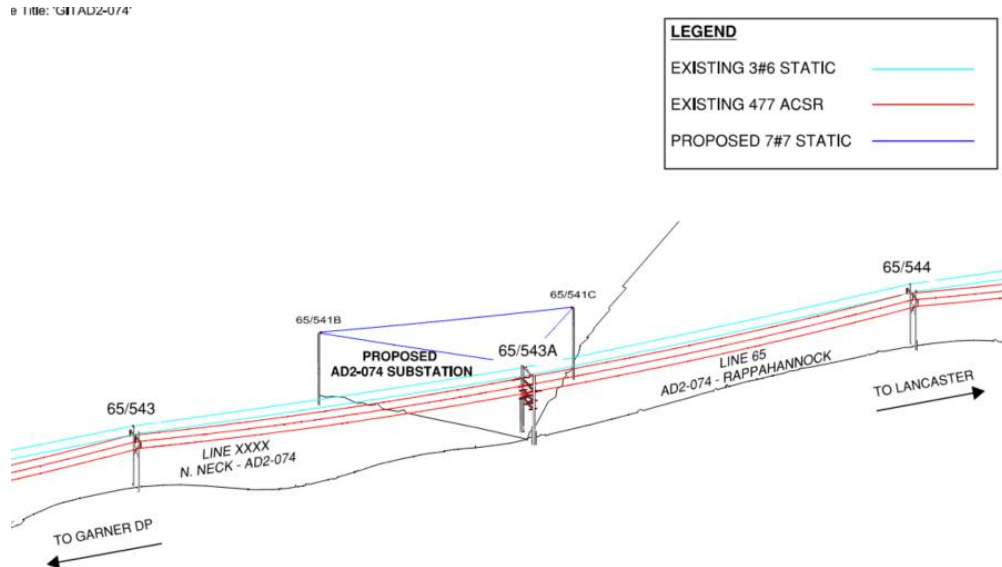 e Title: 'GITAD2-074'
LEGEND
EXISTING 3#6 STATIC
EXISTING 477 ACSR
PROPOSED 7#7 STATIC
65/544
65/541C
65/541B
PROPOSED
AD2-074 SUBSTATION
65/543A
LINE 65
AD2-074 - RAPPAHANNOCK
TO LANCASTER
65/543
LINE XXXX
N. NECK - AD2-074
TO GARNER DP